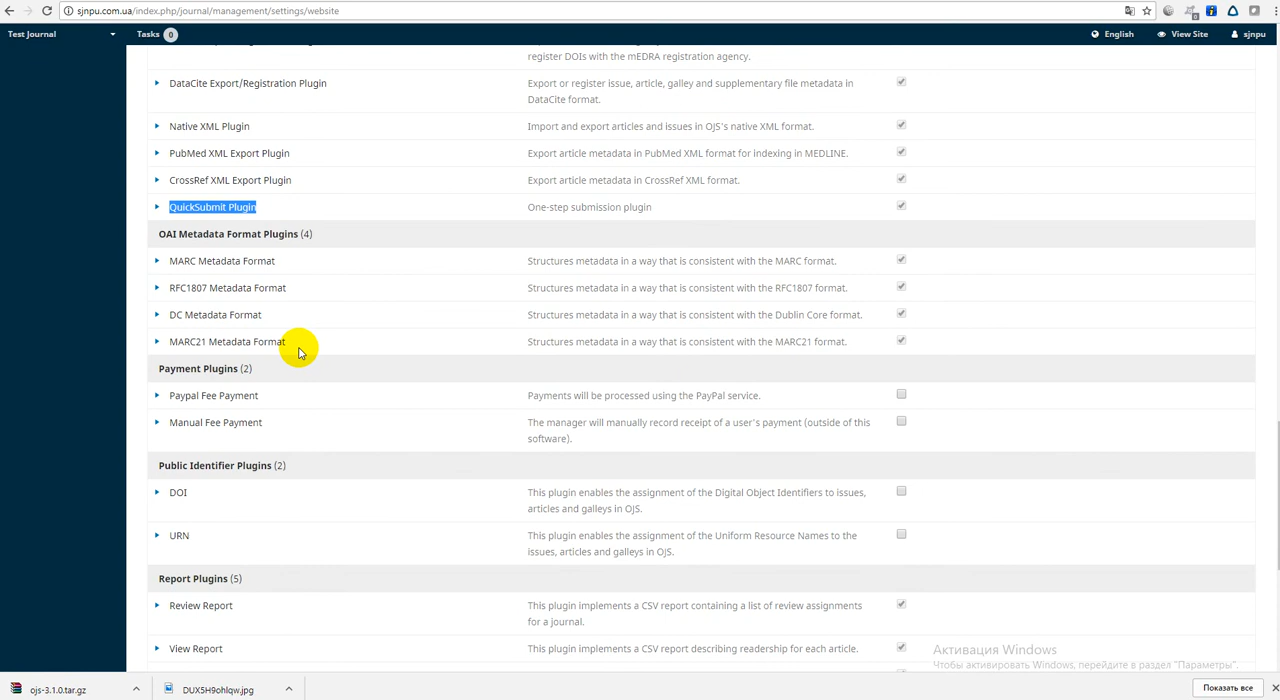 sjnpu.com.ua/index.php/journal/management/settings/website
Test Journal
Tasks 0
English
View Site
sjnpu
register DOIs with the mEDRA registration agency.
DataCite Export/Registration Plugin
Export or register issue, article, galley and supplementary file metadata in
DataCite format.
Native XML Plugin
Import and export articles and issues in OJS's native XML format.
PubMed XML Export Plugin
Export article metadata in PubMed XML format for indexing in MEDLINE.
CrossRef XML Export Plugin
Export article metadata in CrossRef XML format.
QuickSubmit Plugin
One-step submission plugin
OAI Metadata Format Plugins (4)
MARC Metadata Format
Structures metadata in a way that is consistent with the MARC format.
RFC1807 Metadata Format
Structures metadata in a way that is consistent with the RFC1807 format.
DC Metadata Format
Structures metadata in a way that is consistent with the Dublin Core format.
MARC21 Metadata Format
Structures metadata in a way that is consistent with the MARC21 format.
Payment Plugins (2)
Paypal Fee Payment
Payments will be processed using the PayPal service.
Manual Fee Payment
The manager will manually record receipt of a user's payment (outside of this
software).
Public Identifier Plugins (2)
DOI
This plugin enables the assignment of the Digital Object Identifiers to issues,
articles and galleys in OJS.
URN
This plugin enables the assignment of the Uniform Resource Names to the
issues, articles and galleys in OJS.
Report Plugins (5)
Review Report
This plugin implements a CSV report containing a list of review assignments
for a journal.
View Report
This plugin implements a CSV report describing readership for each article.
Активация Windows
Чтобы активировать Windows, перейдите в раздел "Параметры".
ojs-3.1.0.tar.gz
DUX5H9ohlqw.jpg
Показать все